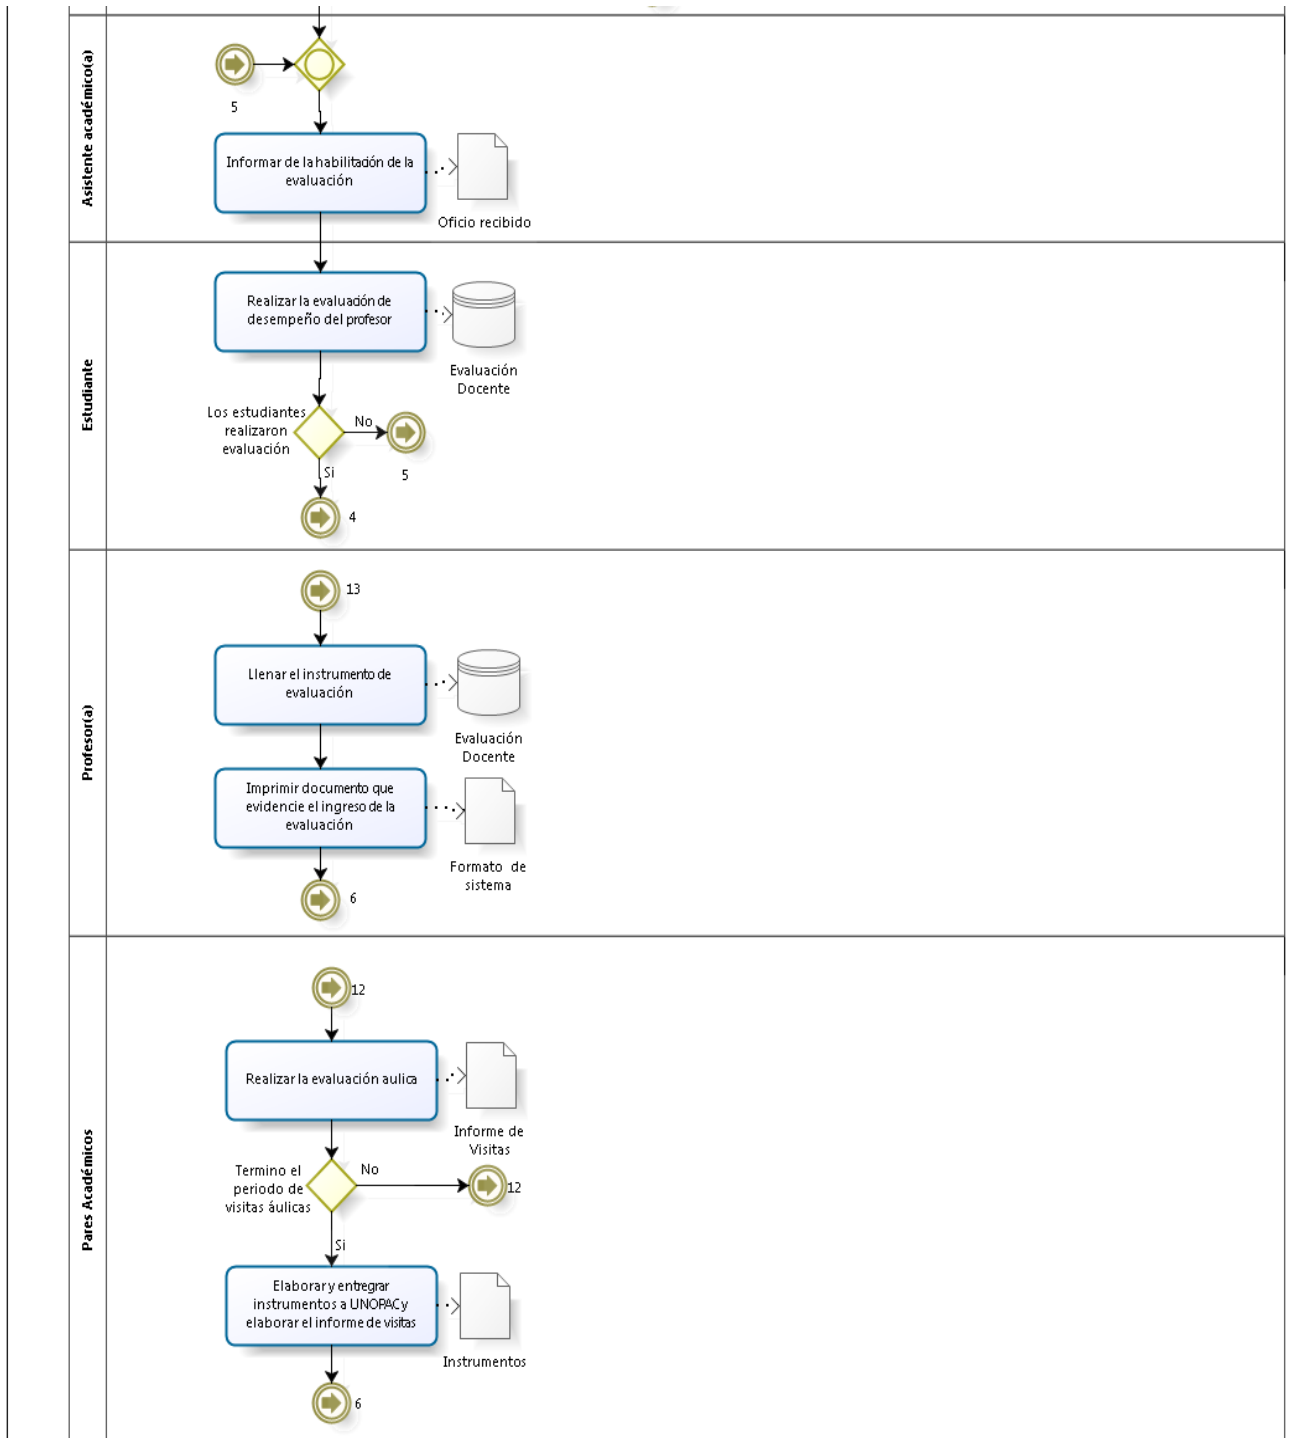 Asistente académico(a)
5
Informar de la habilitación de la
evaluación
Oficio recibido
Estudiante
Realizar la evaluación de
desempeño del profesor
Evaluación
Docente
Los estudiantes
realizaron
evaluación
No
5
Si
4
Profesor(a)
13
Llenar el instrumento de
evaluación
Evaluación
Docente
Imprimir documento que
evidencie el ingreso de la
evaluación
Formato de
sistema
6
Pares Académicos
12
Realizar la evaluación aulica
Informe de
Visitas
Termino el
periodo de
visitas áulicas
No
12
Si
Elaborar y entregrar
instrumentos a UNOPAC y
elaborar el informe de visitas
Instrumentos
6